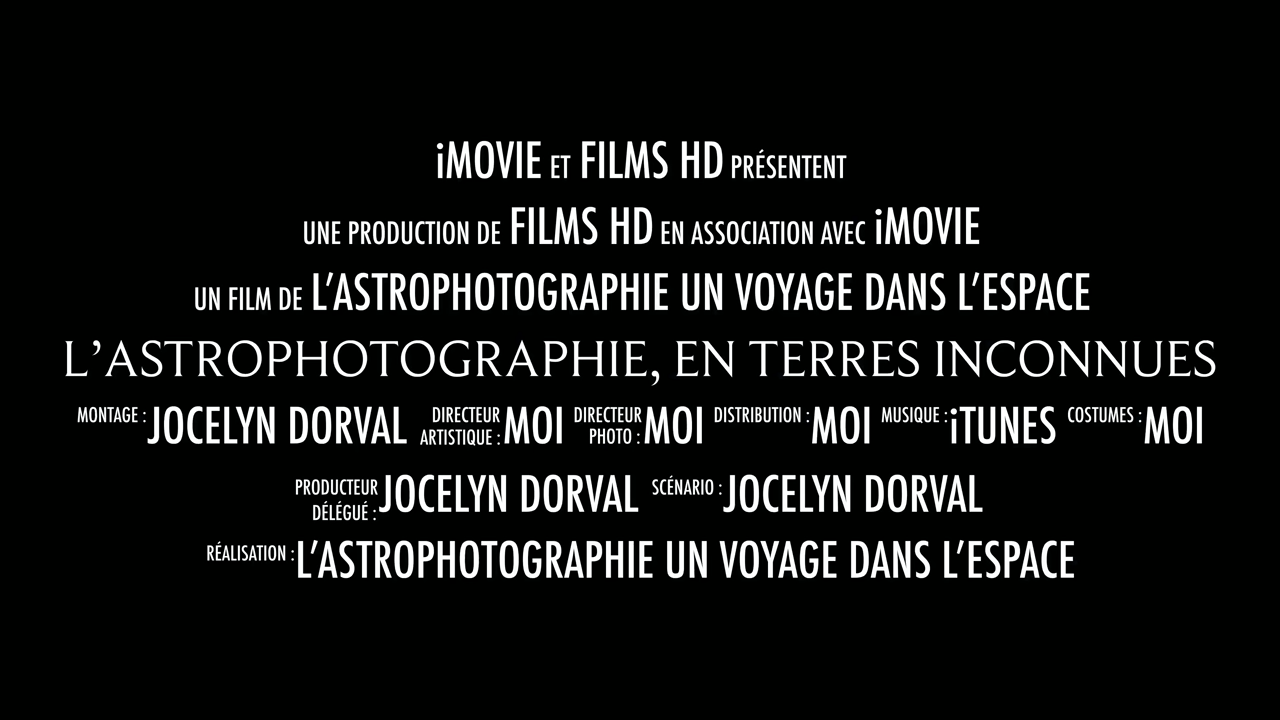 iMOVIE ET FILMS HD PRÉSENTENT
UNE PRODUCTION DE FILMS HD EN ASSOCIATION AVEC iMOVIE
UN FILM DE L'ASTROPHOTOGRAPHIE UN VOYAGE DANS L'ESPACE
L'ASTROPHOTOGRAPHIE, EN TERRES INCONNUES
MONTAGE : JOCELYN DORVAL DIRECTEUR ARTISTIQUE : MOI DIRECTEUR PHOTO : MOI DISTRIBUTION : MOI MUSIQUE : iTUNES COSTUMES : MOI
PRODUCTEUR DÉLÉGUÉ : JOCELYN DORVAL SCÉNARIO : JOCELYN DORVAL
RÉALISATION : L'ASTROPHOTOGRAPHIE UN VOYAGE DANS L'ESPACE